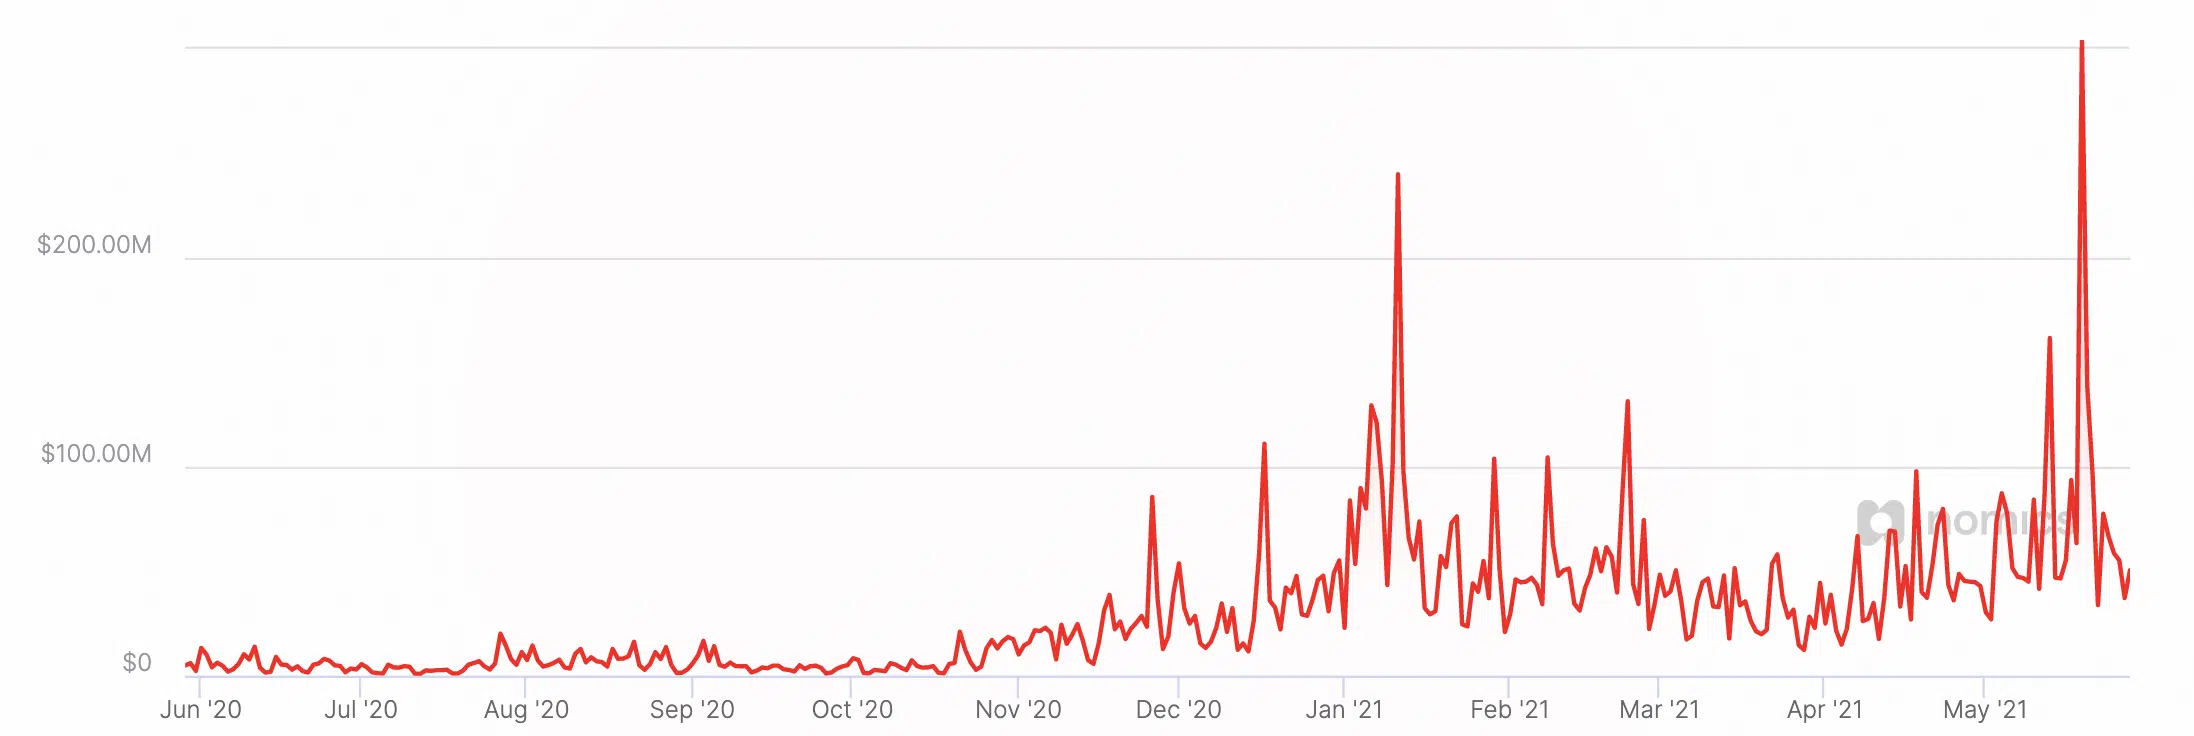 $200.00M
$100.00M
$0
nomics
Jun '20 Jul '20 Aug '20 Sep '20 Oct '20 Nov '20 Dec '20 Jan '21 Feb '21 Mar '21 Apr '21 May '21